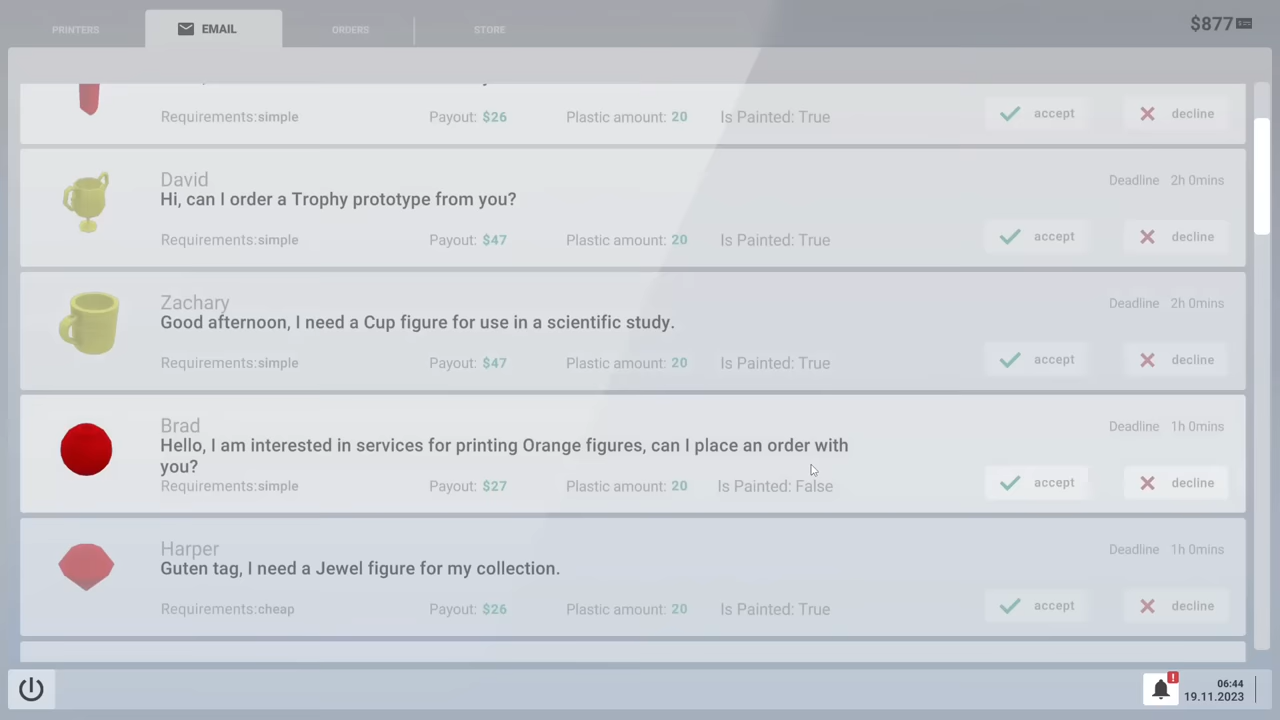 PRINTERS EMAIL ORDERS STORE $877
Requirements:simple Payout: $26 Plastic amount: 20 Is Painted: True accept decline
David Deadline 2h 0mins
Hi, can I order a Trophy prototype from you?
Requirements:simple Payout: $47 Plastic amount: 20 Is Painted: True accept decline
Zachary Deadline 2h 0mins
Good afternoon, I need a Cup figure for use in a scientific study.
Requirements:simple Payout: $47 Plastic amount: 20 Is Painted: True accept decline
Brad Deadline 1h 0mins
Hello, I am interested in services for printing Orange figures, can I place an order with
you?
Requirements:simple Payout: $27 Plastic amount: 20 Is Painted: False accept decline
Harper Deadline 1h 0mins
Guten tag, I need a Jewel figure for my collection.
Requirements:cheap Payout: $26 Plastic amount: 20 Is Painted: True accept decline
06:44
19.11.2023